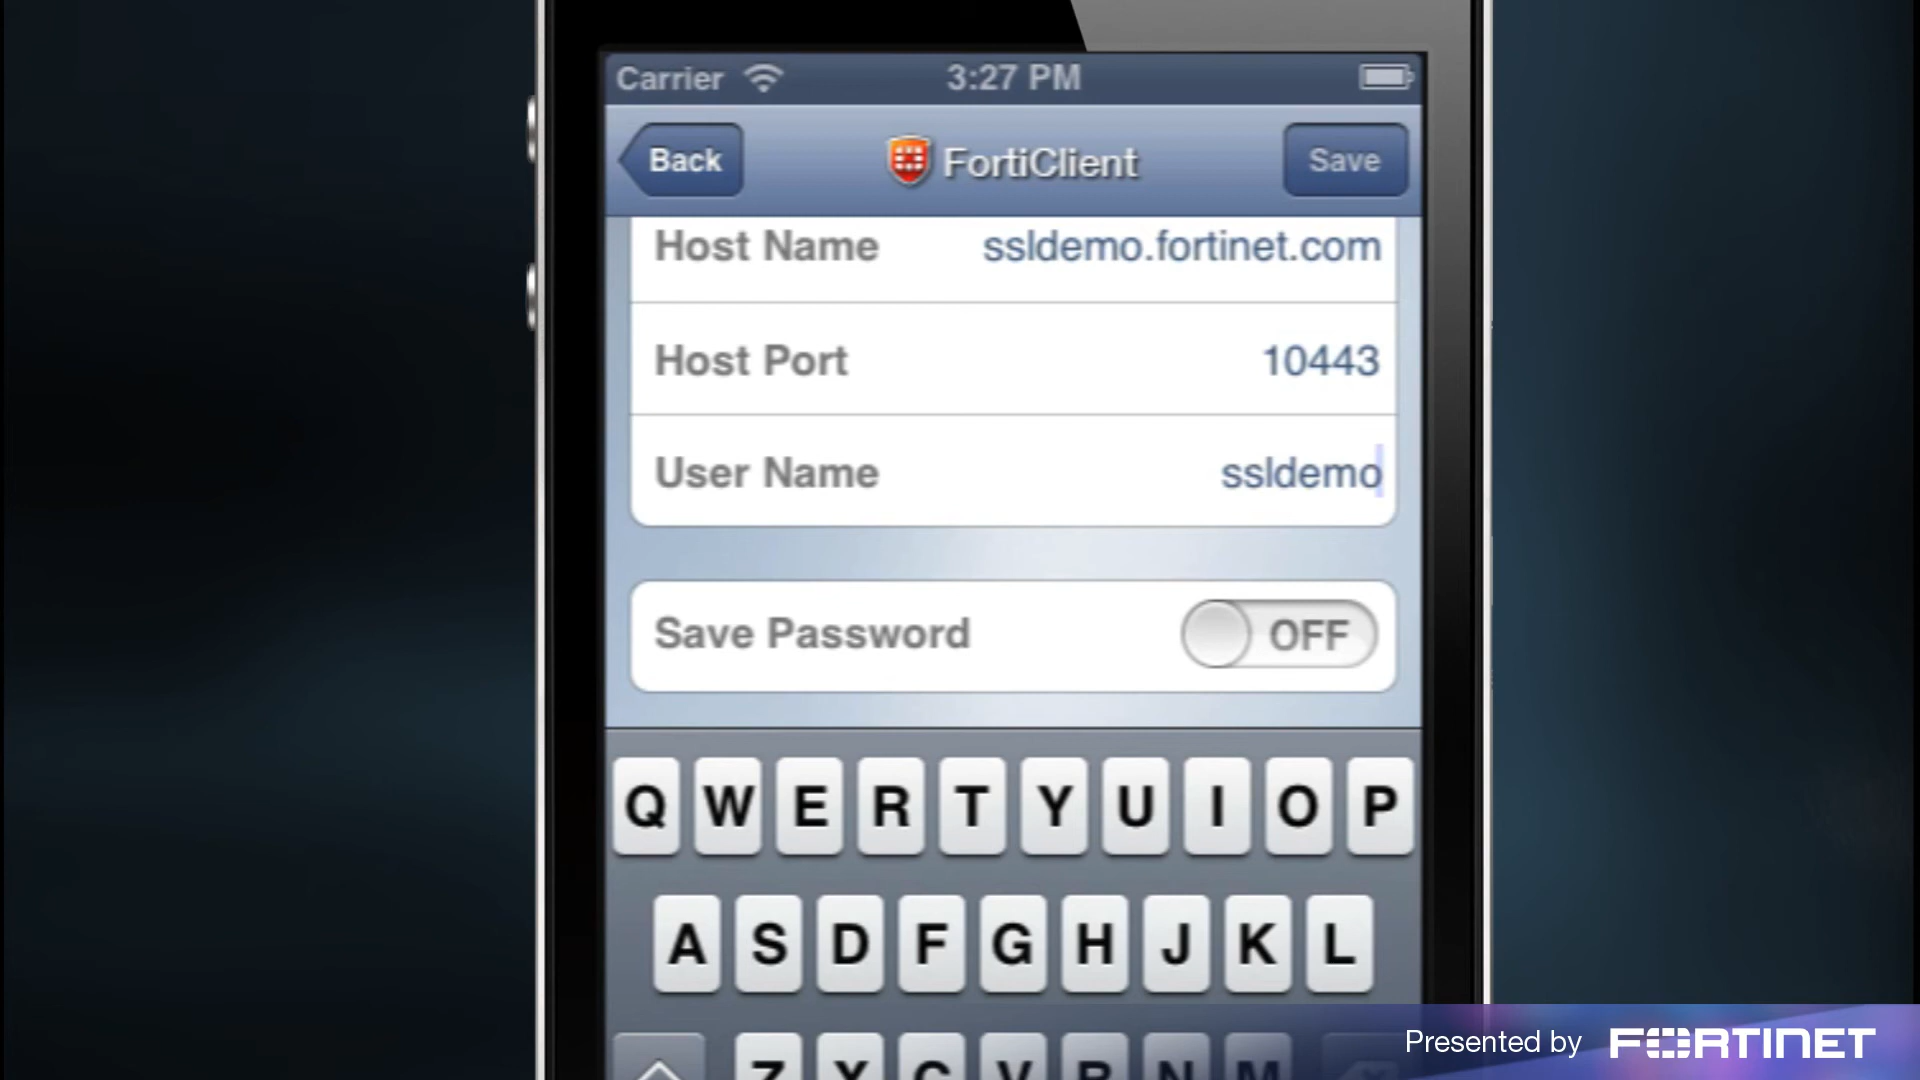 Carrier 3:27 PM
Back FortiClient Save
Host Name ssldemo.fortinet.com
Host Port 10443
User Name ssldemo
Save Password OFF
Q W E R T Y U I O P
A S D F G H J K L
Z X C V B N M
Presented by FORTINET